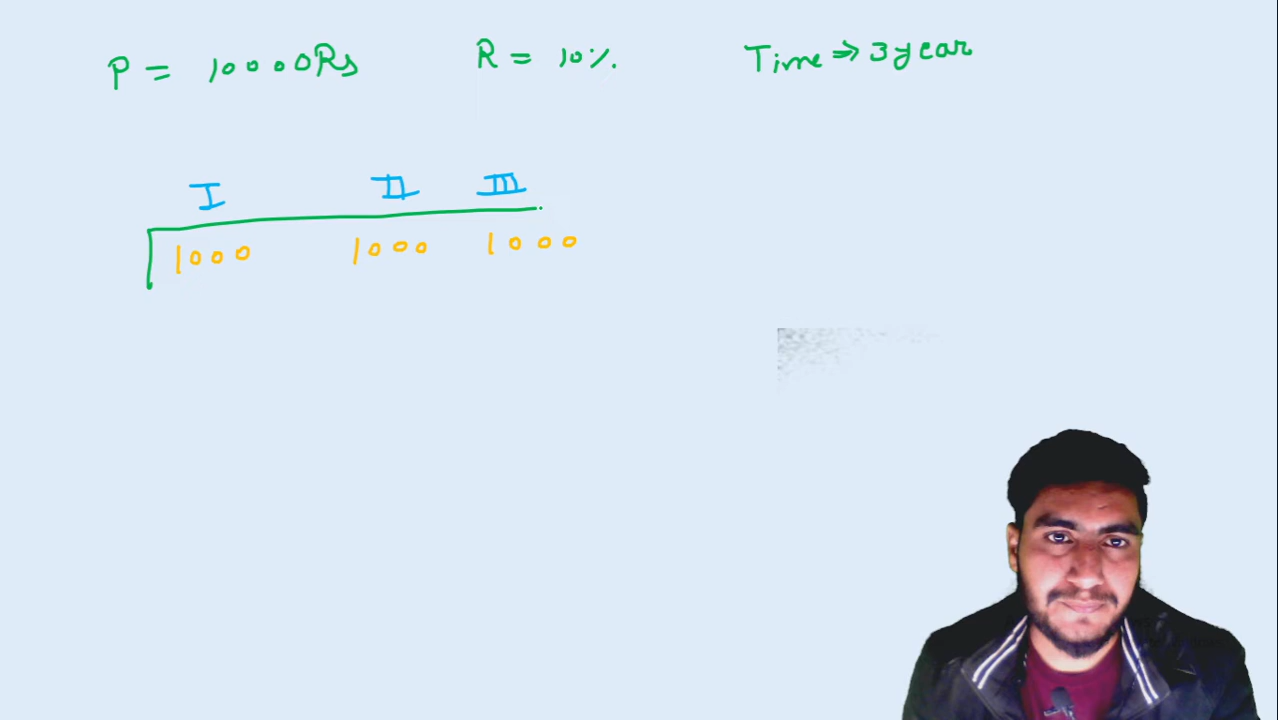 P = 10000Rs R = 10% Time ⇒ 3year
I II III
1000 1000 1000